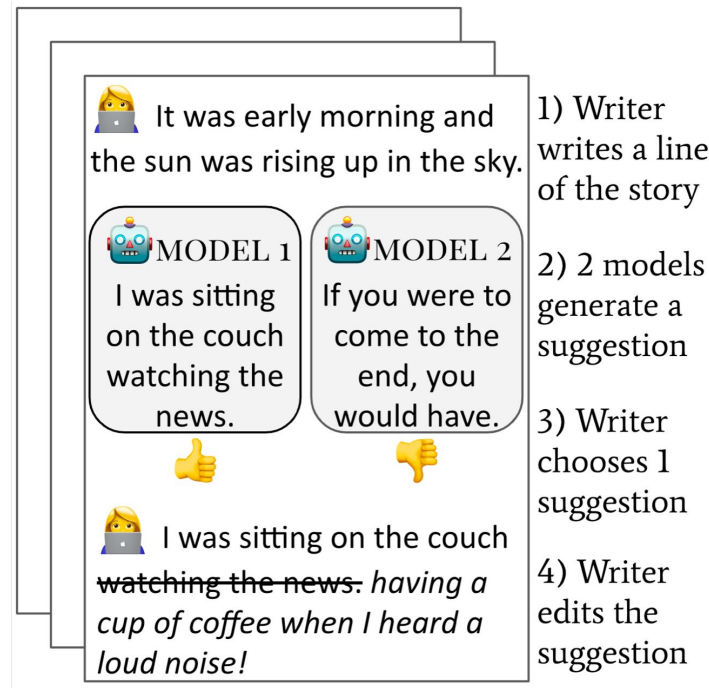 It was early morning and
the sun was rising up in the sky.
MODEL 1
I was sitting
on the couch
watching the
news.
MODEL 2
If you were to
come to the
end, you
would have.
I was sitting on the couch
watching the news. having a
cup of coffee when I heard a
loud noise!
1) Writer
writes a line
of the story
2) 2 models
generate a
suggestion
3) Writer
chooses 1
suggestion
4) Writer
edits the
suggestion